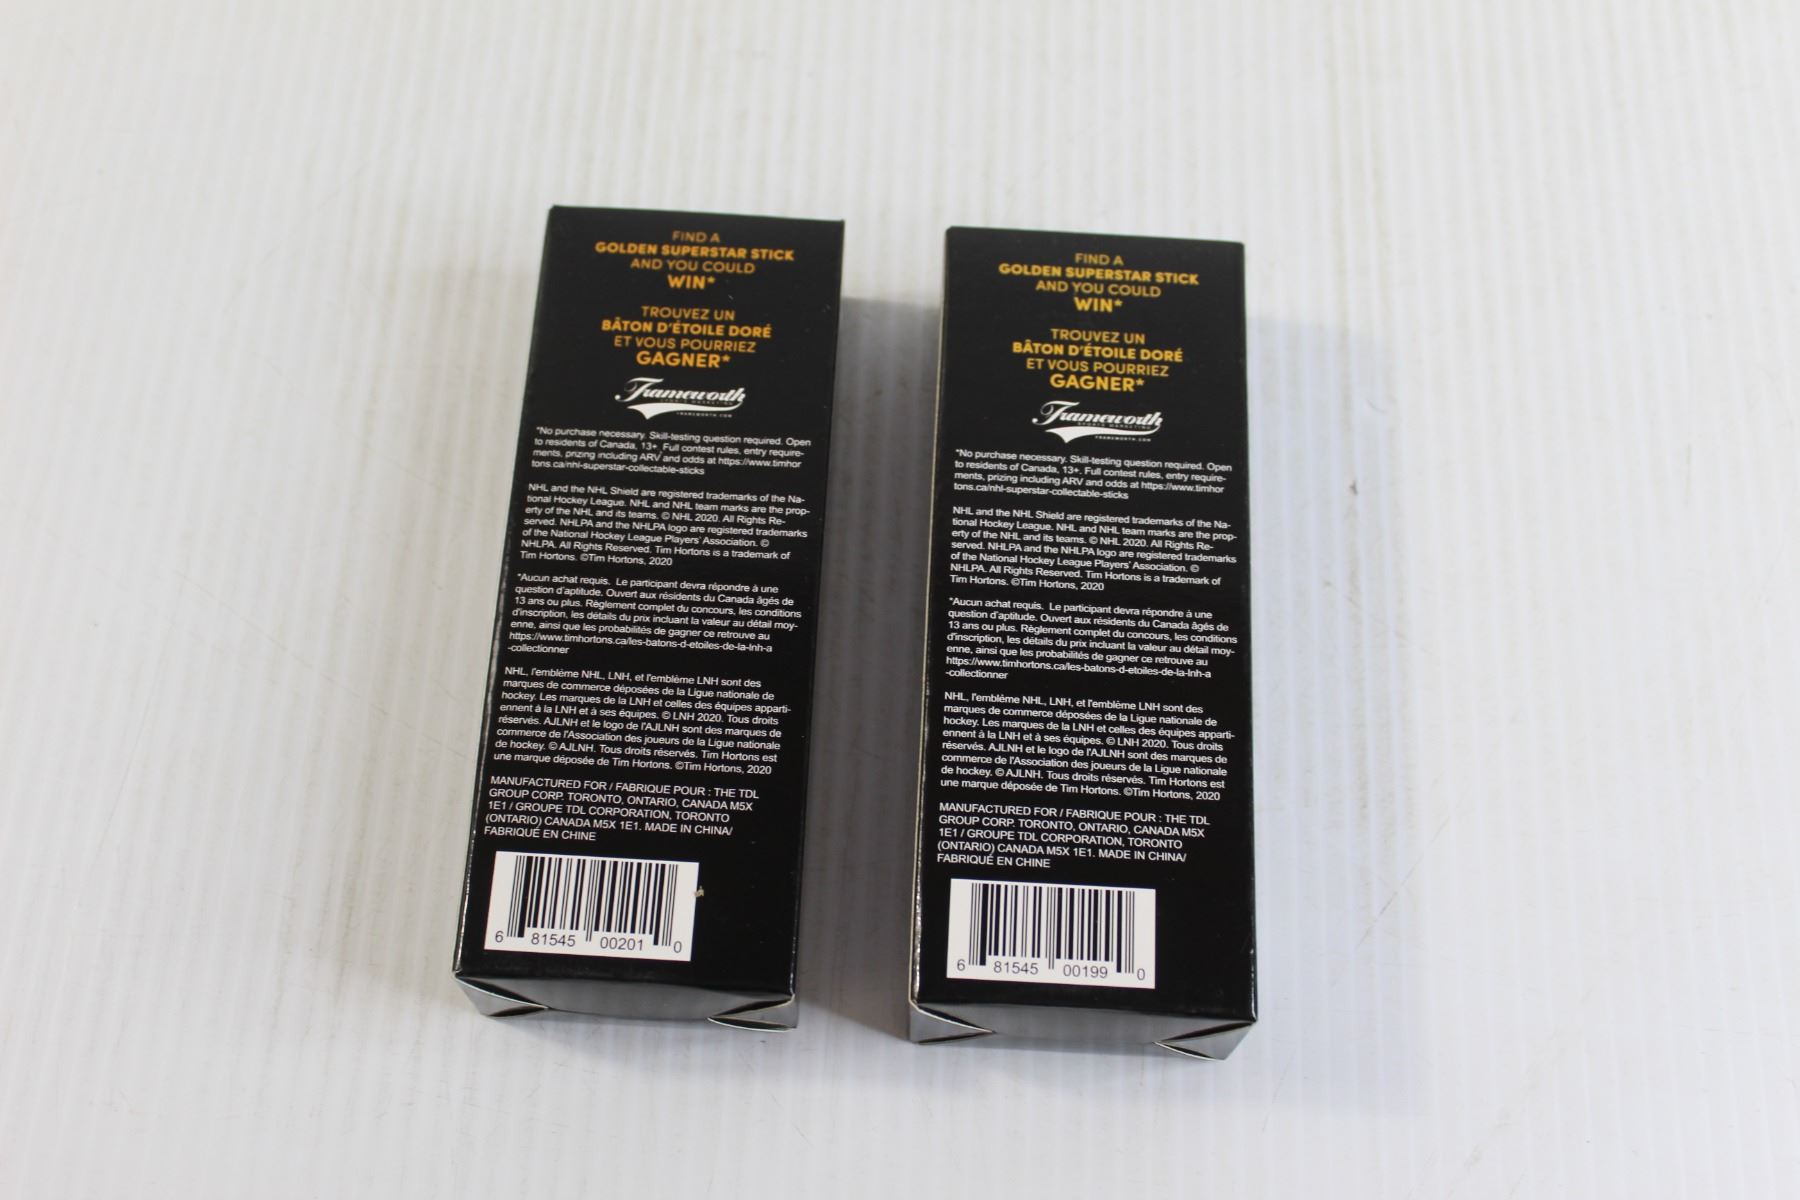 FIND A
GOLDEN SUPERSTAR STICK
AND YOU COULD
WIN*
TROUVEZ UN
BÂTON D'ÉTOILE DORÉ
ET VOUS POURRIEZ
GAGNER*
Frameworth
SPORTS MARKETING
FRAMEWORTH.COM
*No purchase necessary. Skill-testing question required. Open
to residents of Canada, 13+. Full contest rules, entry require-
ments, prizing including ARV and odds at https://www.timhor
tons.ca/nhl-superstar-collectable-sticks
NHL and the NHL Shield are registered trademarks of the Na-
tional Hockey League. NHL and NHL team marks are the prop-
erty of the NHL and its teams. © NHL 2020. All Rights Re-
served. NHLPA and the NHLPA logo are registered trademarks
of the National Hockey League Players' Association. ©
NHLPA. All Rights Reserved. Tim Hortons is a trademark of
Tim Hortons. ©Tim Hortons, 2020
*Aucun achat requis. Le participant devra répondre à une
question d'aptitude. Ouvert aux résidents du Canada âgés de
13 ans ou plus. Règlement complet du concours, les conditions
d'inscription, les détails du prix incluant la valeur au détail moy-
enne, ainsi que les probabilités de gagner ce retrouve au
https://www.timhortons.ca/les-batons-d-etoiles-de-la-lnh-a
-collectionner
NHL, l'emblème NHL, LNH, et l'emblème LNH sont des
marques de commerce déposées de la Ligue nationale de
hockey. Les marques de la LNH et celles des équipes apparti-
ennent à la LNH et à ses équipes. © LNH 2020. Tous droits
réservés. AJLNH et le logo de l'AJLNH sont des marques de
commerce de l'Association des joueurs de la Ligue nationale
de hockey. © AJLNH. Tous droits réservés. Tim Hortons est
une marque déposée de Tim Hortons. ©Tim Hortons, 2020
MANUFACTURED FOR / FABRIQUE POUR : THE TDL
GROUP CORP. TORONTO, ONTARIO, CANADA M5X
1E1 / GROUPE TDL CORPORATION, TORONTO
(ONTARIO) CANADA M5X 1E1. MADE IN CHINA/
FABRIQUÉ EN CHINE
6 81545 00201 0
FIND A
GOLDEN SUPERSTAR STICK
AND YOU COULD
WIN*
TROUVEZ UN
BÂTON D'ÉTOILE DORÉ
ET VOUS POURRIEZ
GAGNER*
Frameworth
SPORTS MARKETING
FRAMEWORTH.COM
*No purchase necessary. Skill-testing question required. Open
to residents of Canada, 13+. Full contest rules, entry require-
ments, prizing including ARV and odds at https://www.timhor
tons.ca/nhl-superstar-collectable-sticks
NHL and the NHL Shield are registered trademarks of the Na-
tional Hockey League. NHL and NHL team marks are the prop-
erty of the NHL and its teams. © NHL 2020. All Rights Re-
served. NHLPA and the NHLPA logo are registered trademarks
of the National Hockey League Players' Association. ©
NHLPA. All Rights Reserved. Tim Hortons is a trademark of
Tim Hortons. ©Tim Hortons, 2020
*Aucun achat requis. Le participant devra répondre à une
question d'aptitude. Ouvert aux résidents du Canada âgés de
13 ans ou plus. Règlement complet du concours, les conditions
d'inscription, les détails du prix incluant la valeur au détail moy-
enne, ainsi que les probabilités de gagner ce retrouve au
https://www.timhortons.ca/les-batons-d-etoiles-de-la-lnh-a
-collectionner
NHL, l'emblème NHL, LNH, et l'emblème LNH sont des
marques de commerce déposées de la Ligue nationale de
hockey. Les marques de la LNH et celles des équipes apparti-
ennent à la LNH et à ses équipes. © LNH 2020. Tous droits
réservés. AJLNH et le logo de l'AJLNH sont des marques de
commerce de l'Association des joueurs de la Ligue nationale
de hockey. © AJLNH. Tous droits réservés. Tim Hortons est
une marque déposée de Tim Hortons. ©Tim Hortons, 2020
MANUFACTURED FOR / FABRIQUE POUR : THE TDL
GROUP CORP. TORONTO, ONTARIO, CANADA M5X
1E1 / GROUPE TDL CORPORATION, TORONTO
(ONTARIO) CANADA M5X 1E1. MADE IN CHINA/
FABRIQUÉ EN CHINE
6 81545 00199 0